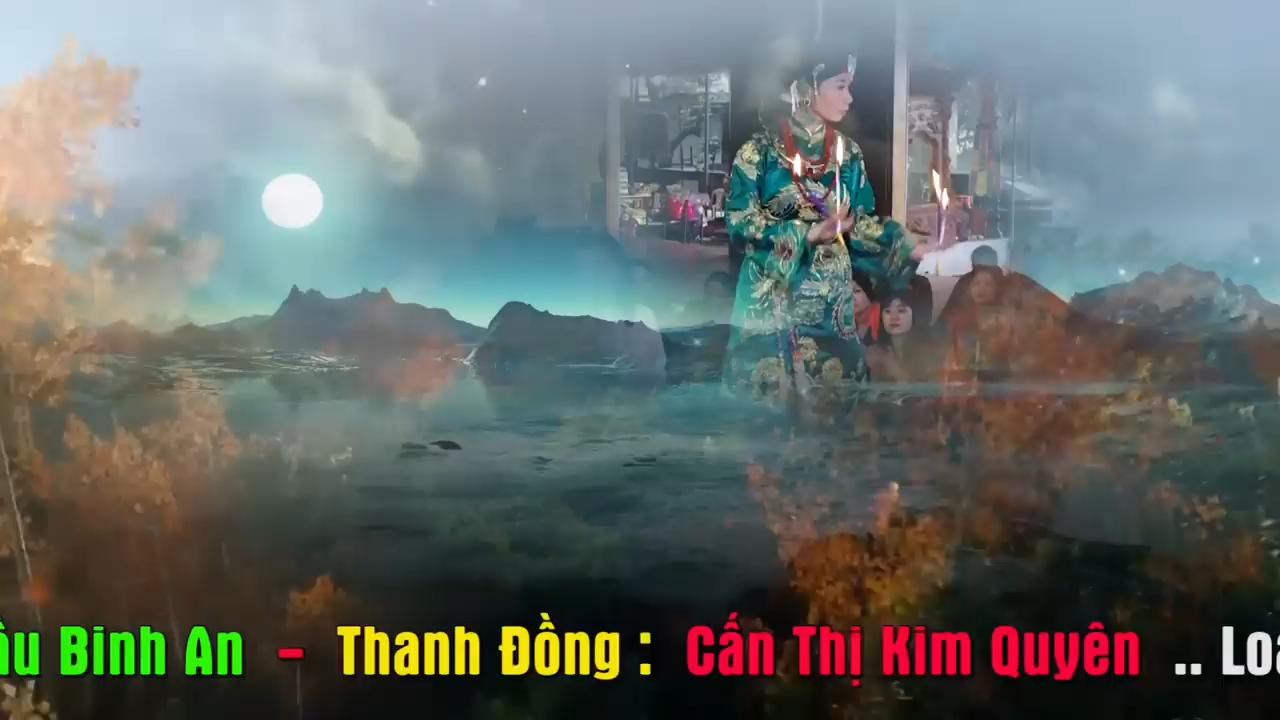 Binh An - Thanh Đồng : Cấn Thị Kim Quyên ..